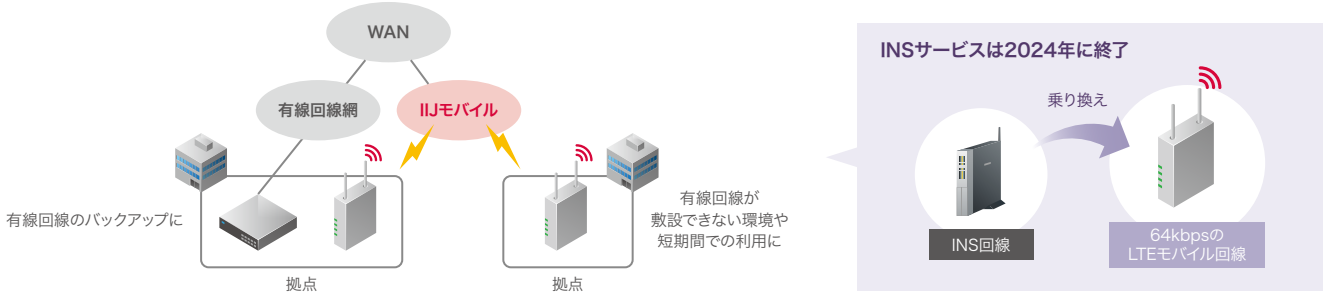 WAN
有線回線網
IIJモバイル
有線回線のバックアップに
拠点
有線回線が
敷設できない環境や
短期間での利用に
拠点
INSサービスは2024年に終了
乗り換え
INS回線
64kbpsの
LTEモバイル回線